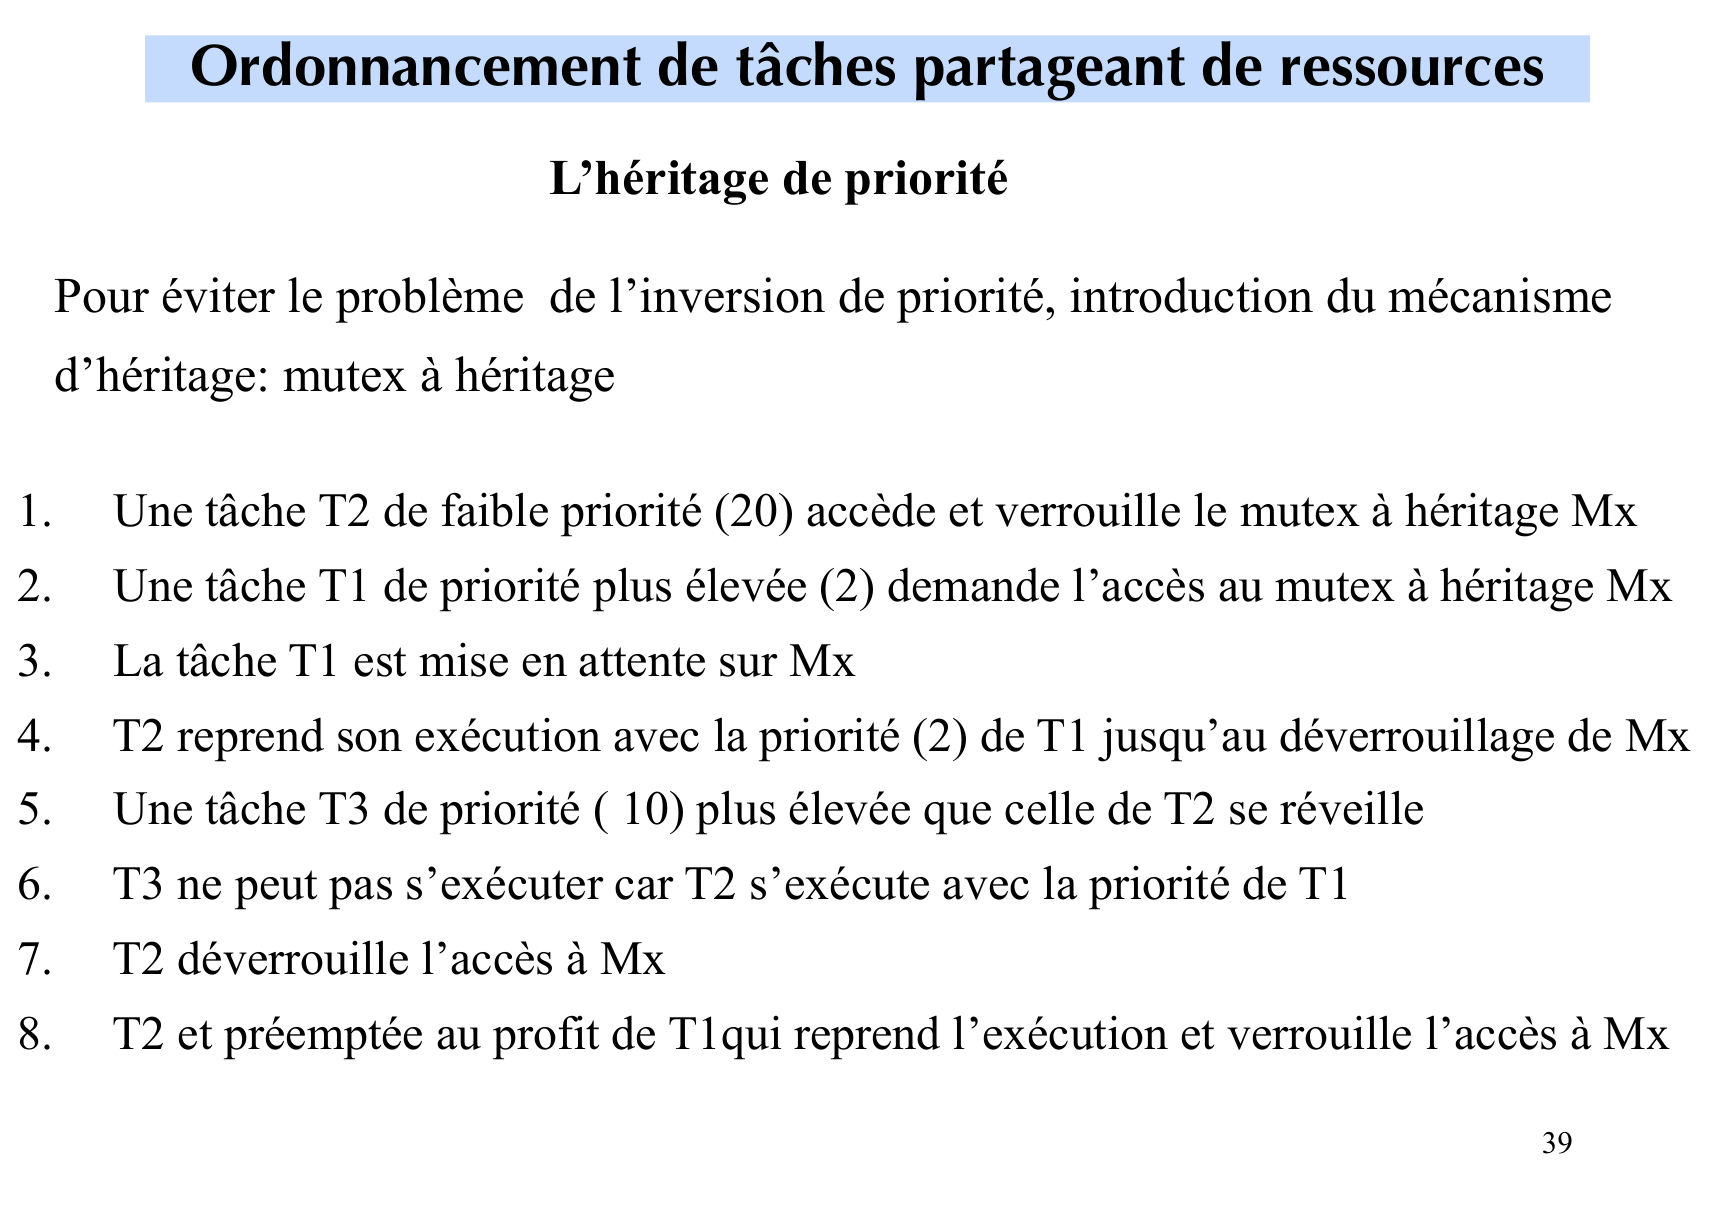 Ordonnancement de tâches partageant de ressources
L’héritage de priorité
Pour éviter le problème  de l’inversion de priorité, introduction du mécanisme
d’héritage: mutex à héritage
1. Une tâche T2 de faible priorité (20) accède et verrouille le mutex à héritage Mx
2. Une tâche T1 de priorité plus élevée (2) demande l’accès au mutex à héritage Mx
3. La tâche T1 est mise en attente sur Mx
4. T2 reprend son exécution avec la priorité (2) de T1 jusqu’au déverrouillage de Mx
5. Une tâche T3 de priorité ( 10) plus élevée que celle de T2 se réveille
6. T3 ne peut pas s’exécuter car T2 s’exécute avec la priorité de T1
7. T2 déverrouille l’accès à Mx
8. T2 et préemptée au profit de T1qui reprend l’exécution et verrouille l’accès à Mx
39